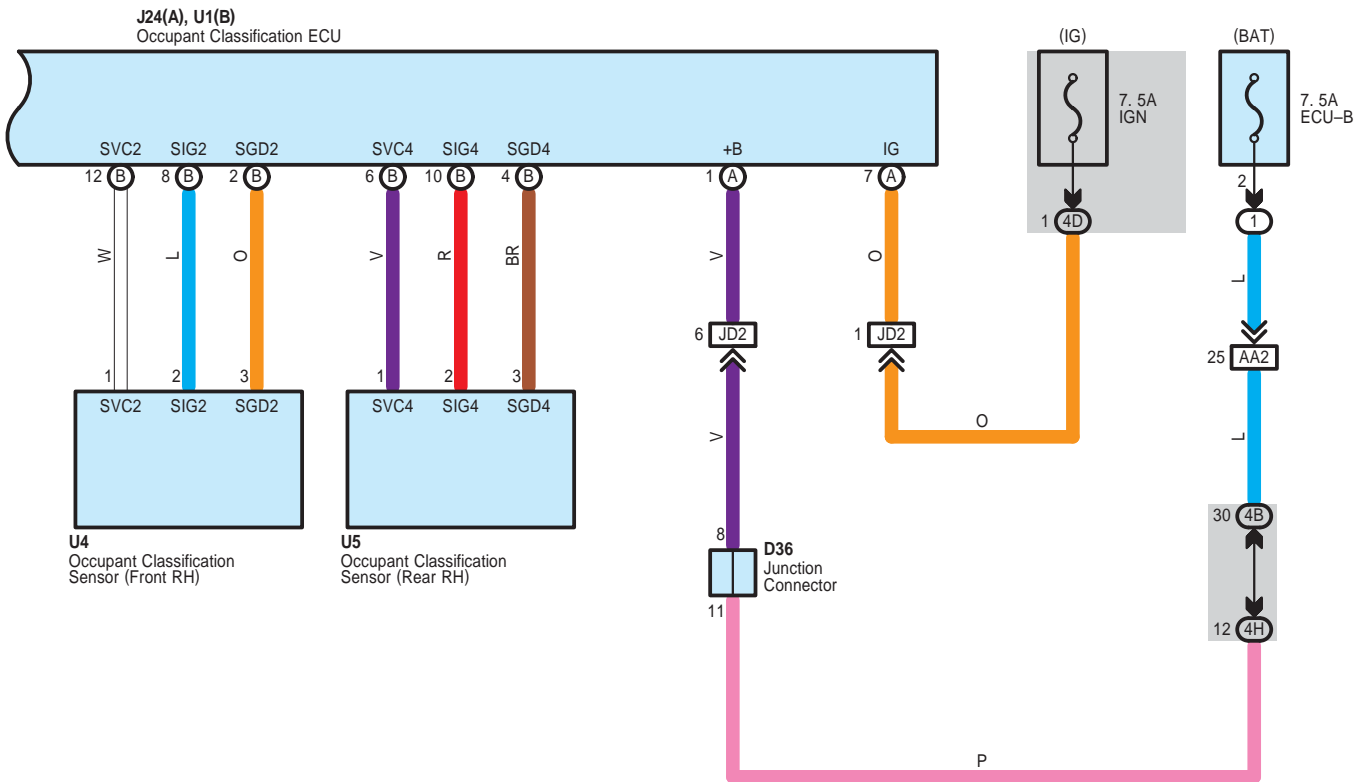 J24(A), U1(B)
Occupant Classification ECU
(IG)
(BAT)
7. 5A
IGN
7. 5A
ECU–B
SVC2 SIG2 SGD2 SVC4 SIG4 SGD4 +B IG
12 B 8 B 2 B 6 B 10 B 4 B 1 A 7 A
2
1 4D
1
W L O V R BR V O L
6 JD2
1 JD2
25 AA2
1 2 3 1 2 3
SVC2 SIG2 SGD2 SVC4 SIG4 SGD4
O
V
L
30 4B
8
U4
Occupant Classification
Sensor (Front RH)
U5
Occupant Classification
Sensor (Rear RH)
D36
Junction
Connector
11
12 4H
P